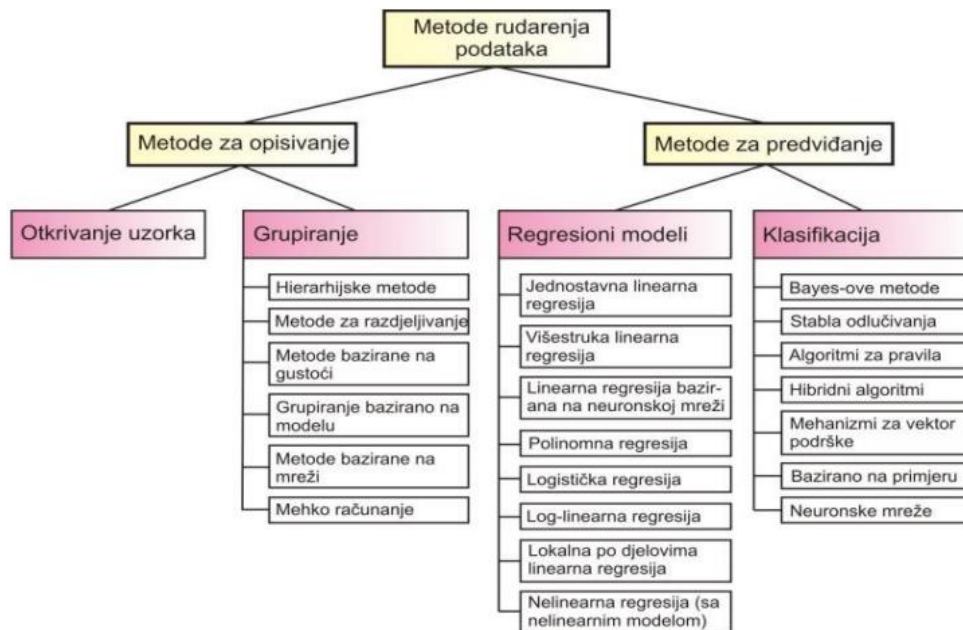 Metode rudarenja
podataka
Metode za opisivanje
Metode za predviđanje
Otkrivanje uzorka
Grupiranje
Regresioni modeli
Klasifikacija
Hierarhijske metode
Metode za razdjeljivanje
Metode bazirane na
gustoći
Grupiranje bazirano na
modelu
Metode bazirane na
mreži
Mehko računanje
Jednostavna linearna
regresija
Višestruka linearna
regresija
Linearna regresija bazir-
ana na neuronskoj mreži
Polinomna regresija
Logistička regresija
Log-linearna regresija
Lokalna po djelovima
linearna regresija
Nelinearna regresija (sa
nelinearnim modelom)
Bayes-ove metode
Stabla odlučivanja
Algoritmi za pravila
Hibridni algoritmi
Mehanizmi za vektor
podrške
Bazirano na primjeru
Neuronske mreže